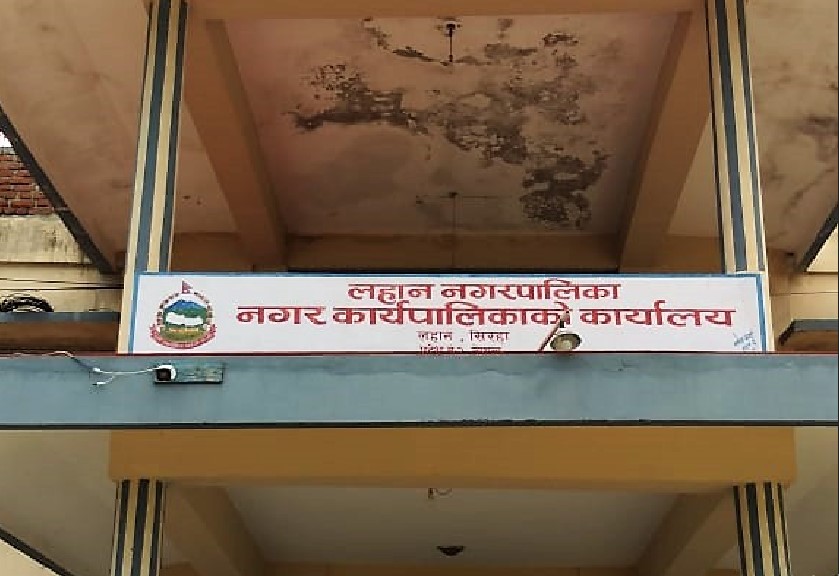 लहान नगरपालिका
नगर कार्यपालिकाको कार्यालय
लहान , सिरहा